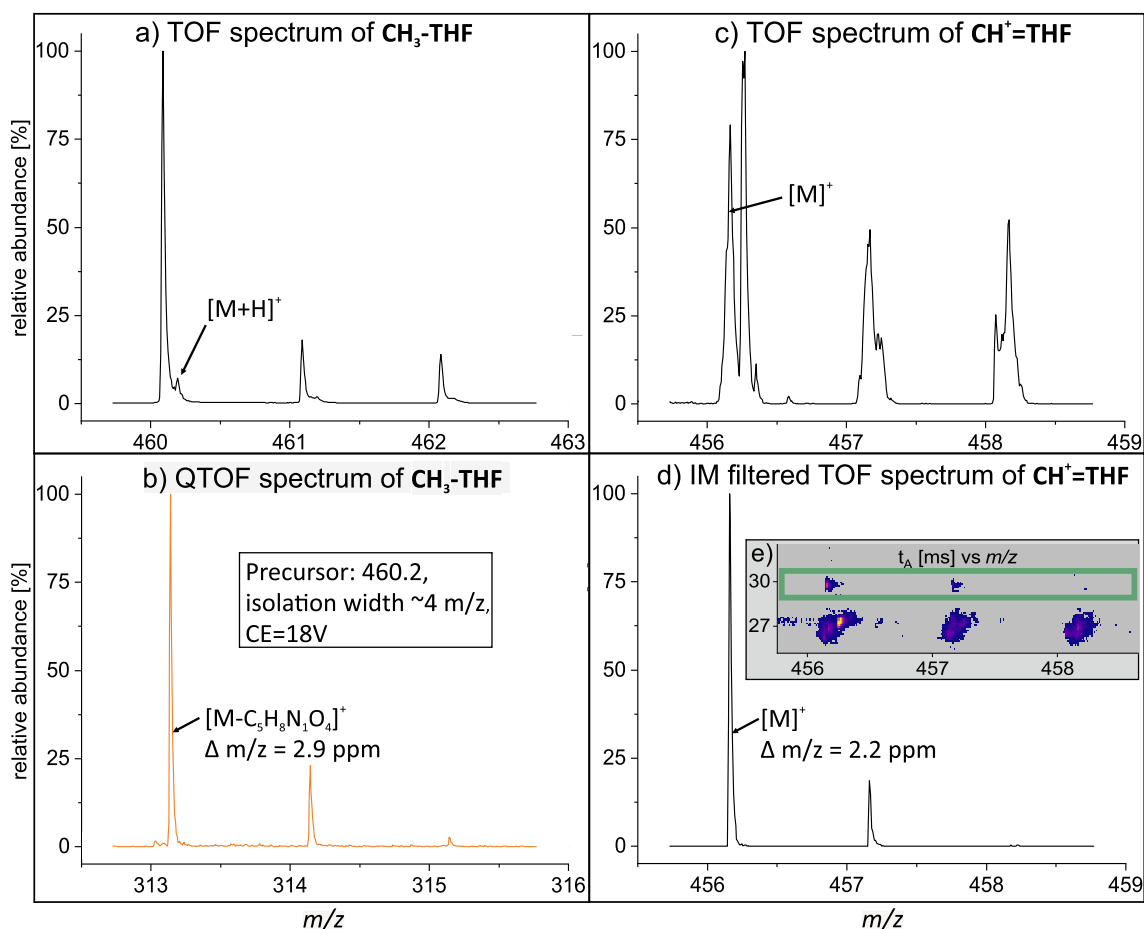 a) TOF spectrum of CH₃-THF
relative abundance [%]
100
75
50
25
0
[M+H]⁺
460
461
462
463
c) TOF spectrum of CH⁺=THF
100
75
50
25
0
[M]⁺
456
457
458
459
b) QTOF spectrum of CH₃-THF
relative abundance [%]
100
75
50
25
0
Precursor: 460.2,
isolation width ~4 m/z,
CE=18V
[M-C₅H₈N₁O₄]⁺
Δ m/z = 2.9 ppm
313
314
315
316
m/z
d) IM filtered TOF spectrum of CH⁺=THF
100
75
50
25
0
e)
t_A [ms] vs m/z
30
27
456
457
458
[M]⁺
Δ m/z = 2.2 ppm
456
457
458
459
m/z